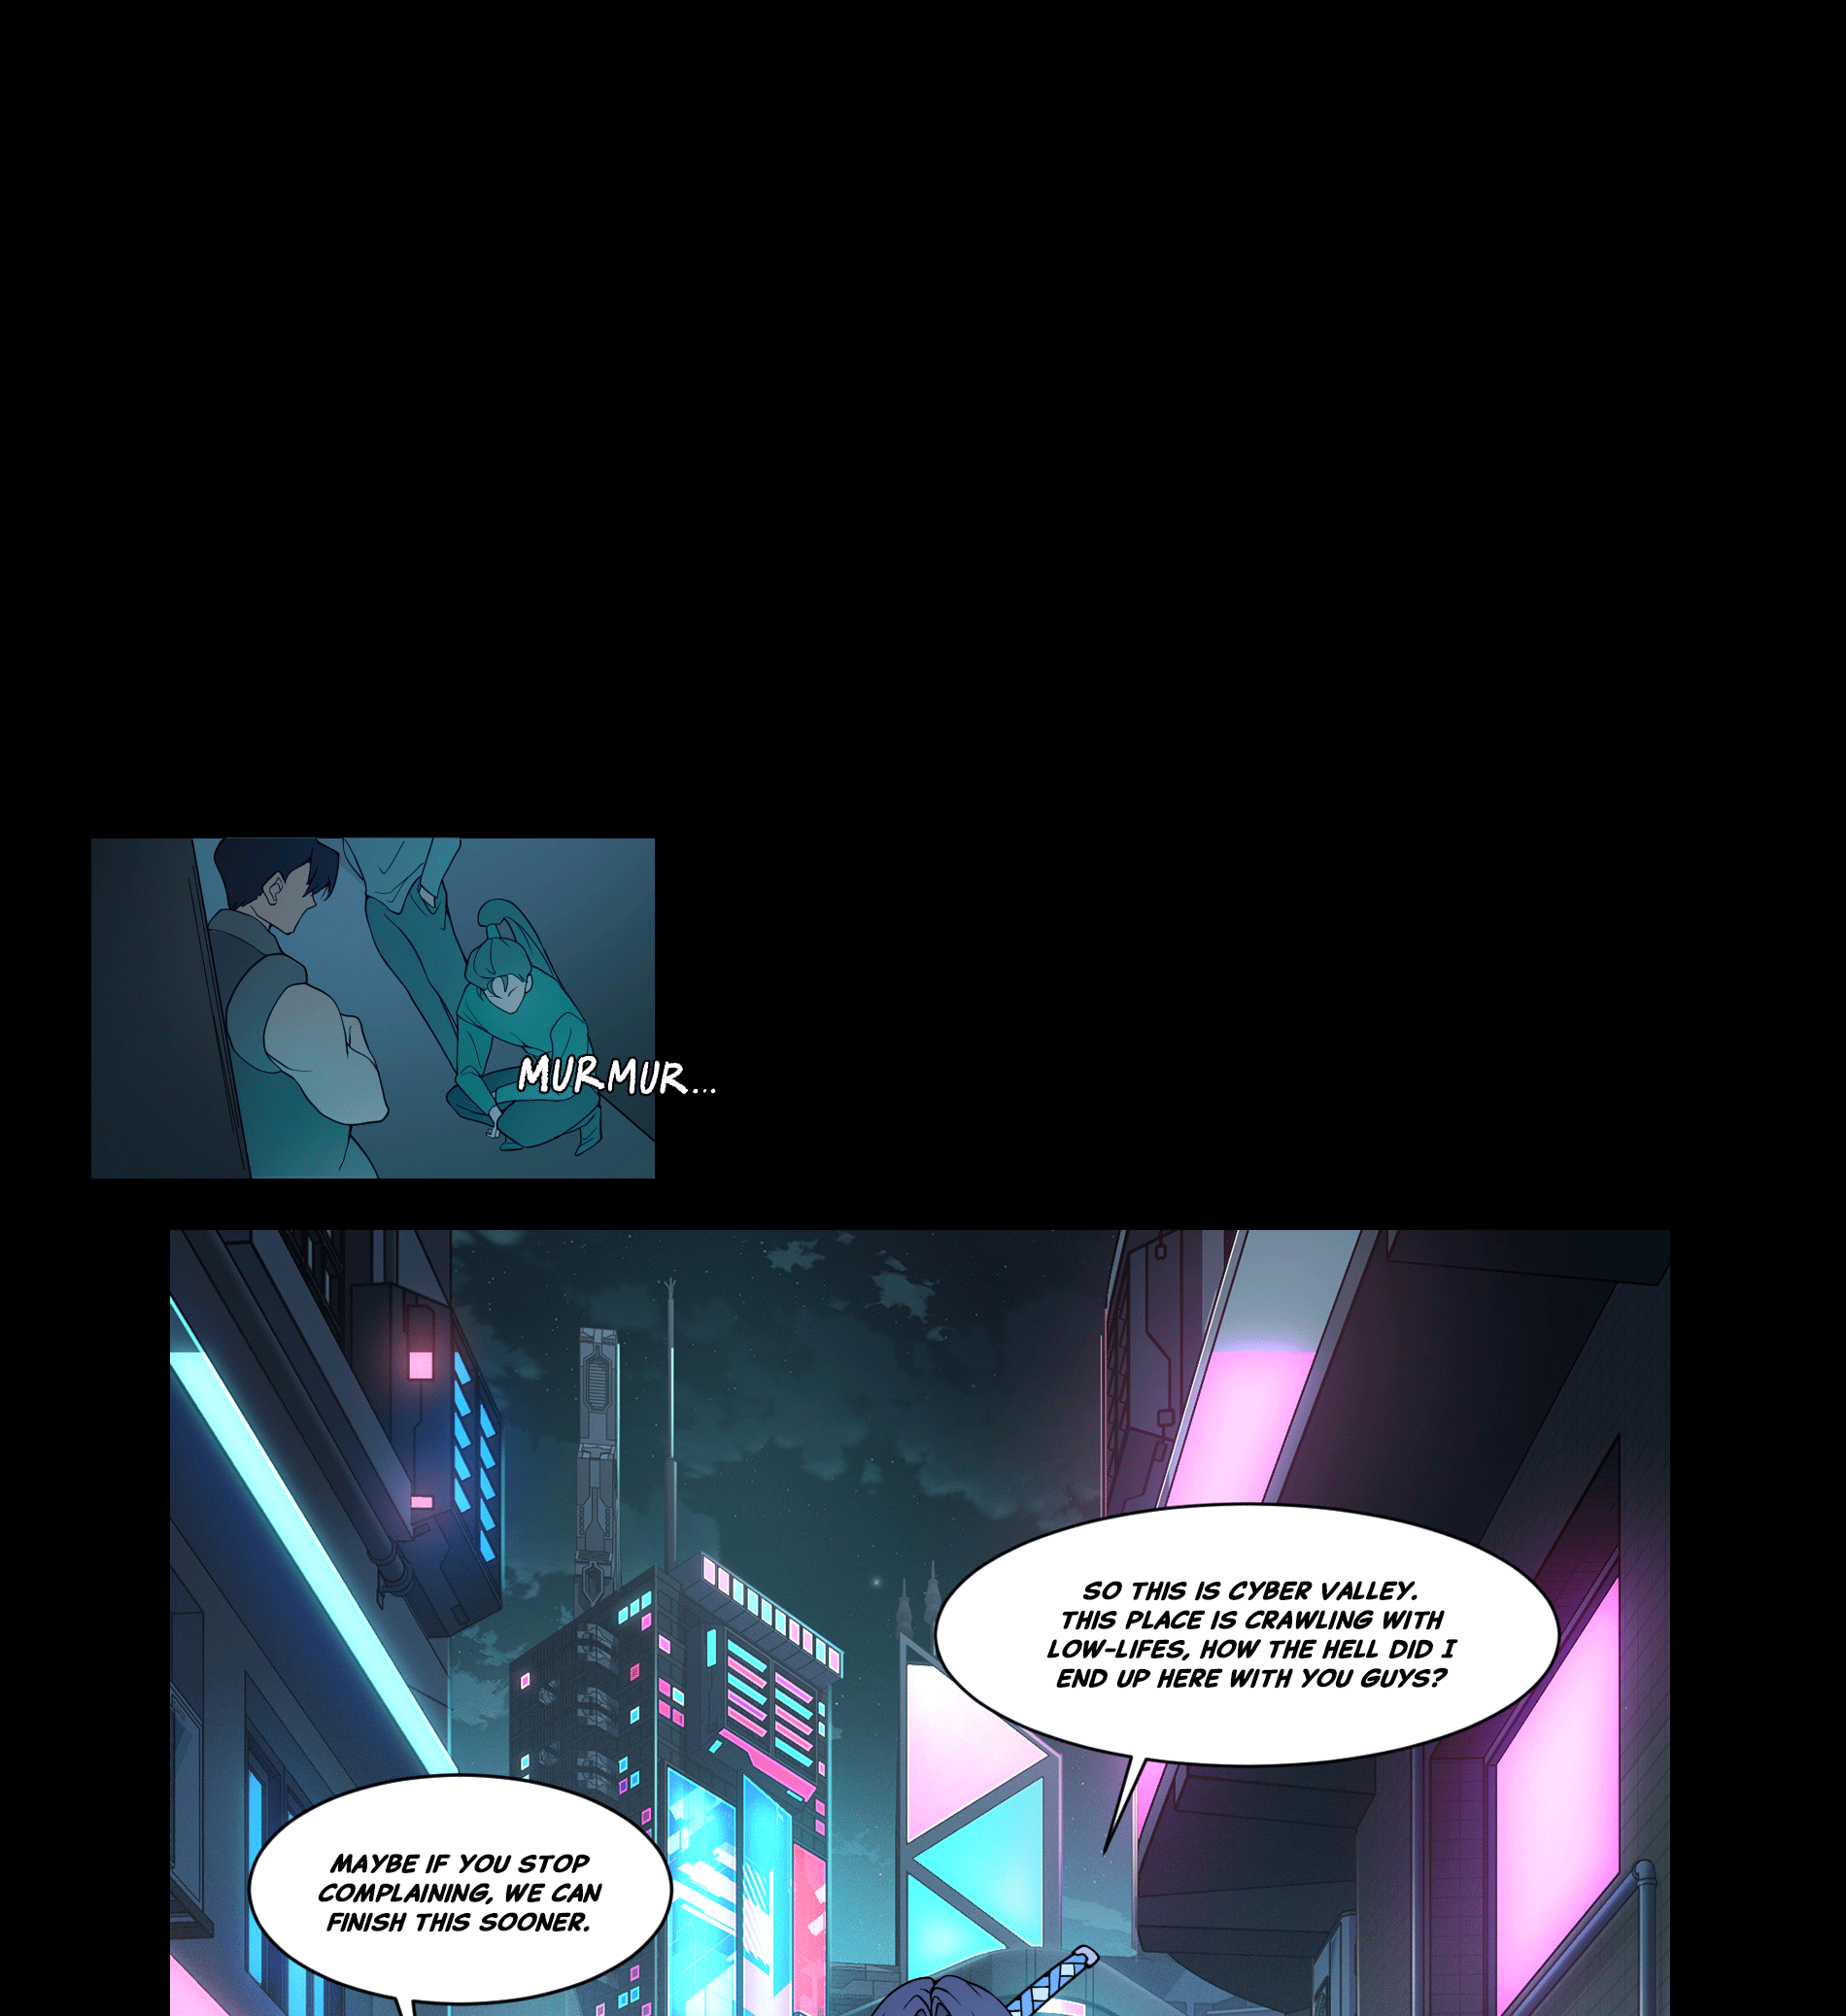 MURMUR...
SO THIS IS CYBER VALLEY.
THIS PLACE IS CRAWLING WITH
LOW-LIFES, HOW THE HELL DID I
END UP HERE WITH YOU GUYS?
MAYBE IF YOU STOP
COMPLAINING, WE CAN
FINISH THIS SOONER.